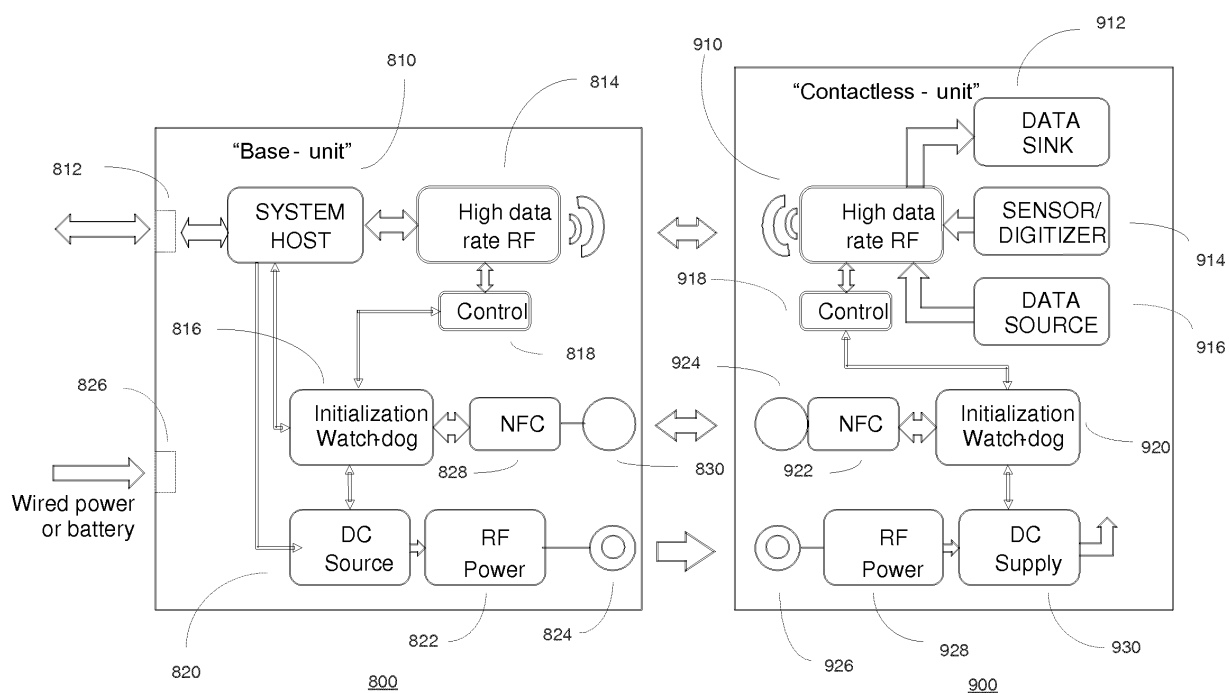 912
910
810
814
"Contactless - unit"
DATA
SINK
"Base - unit"
812
SYSTEM
HOST
High data
rate RF
High data
rate RF
SENSOR/
DIGITIZER
914
918
Control
Control
DATA
SOURCE
816
818
916
924
826
Initialization
Watch-dog
NFC
NFC
Initialization
Watch-dog
920
828
830
922
Wired power
or battery
DC
Source
RF
Power
RF
Power
DC
Supply
820
822
824
926
928
930
800
900